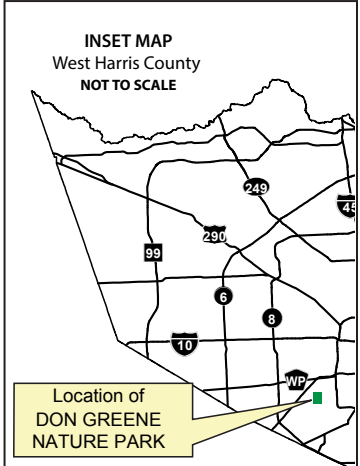 INSET MAP
West Harris County
NOT TO SCALE
249
45
290
99
6
8
10
WP
Location of
DON GREENE
NATURE PARK